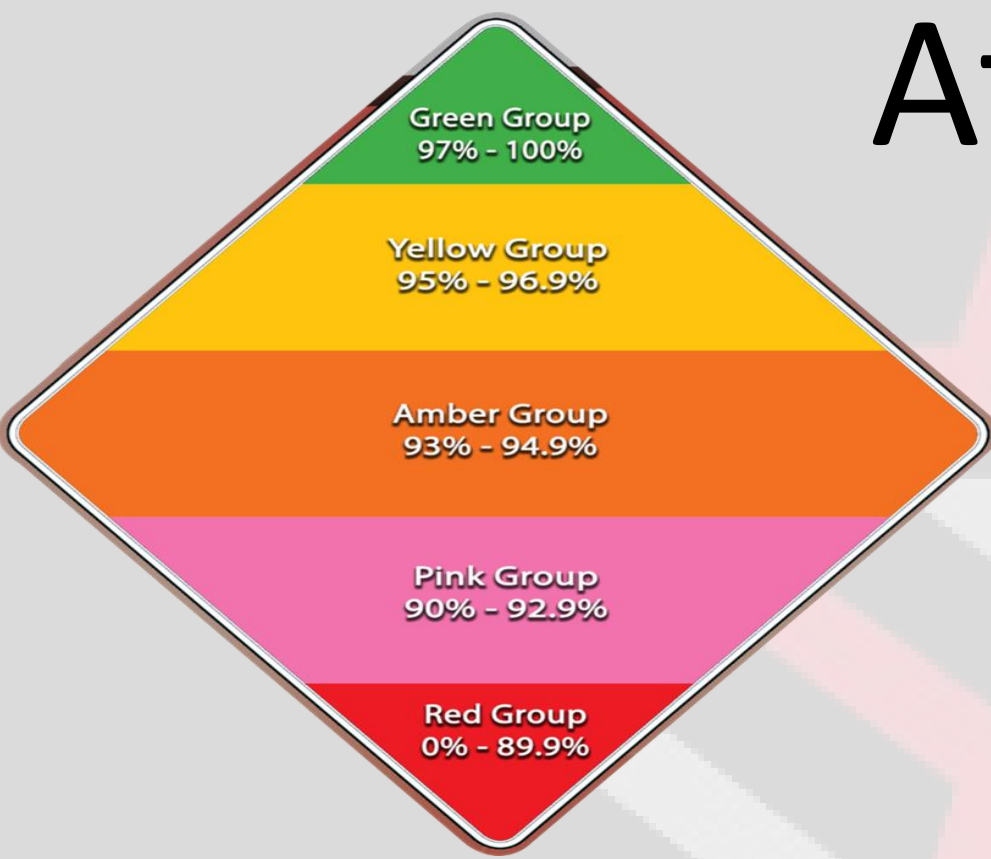 Green Group
97% - 100%
Yellow Group
95% - 96.9%
Amber Group
93% - 94.9%
Pink Group
90% - 92.9%
Red Group
0% - 89.9%